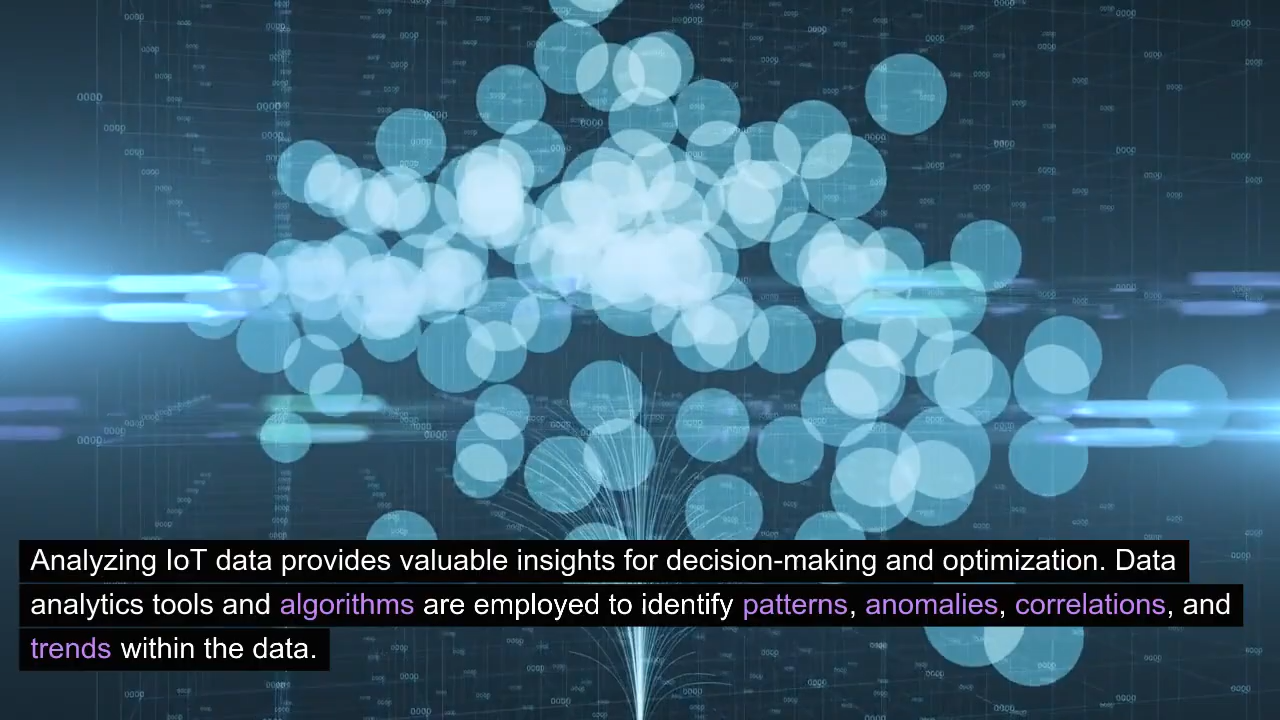 Analyzing IoT data provides valuable insights for decision-making and optimization. Data
analytics tools and algorithms are employed to identify patterns, anomalies, correlations, and
trends within the data.